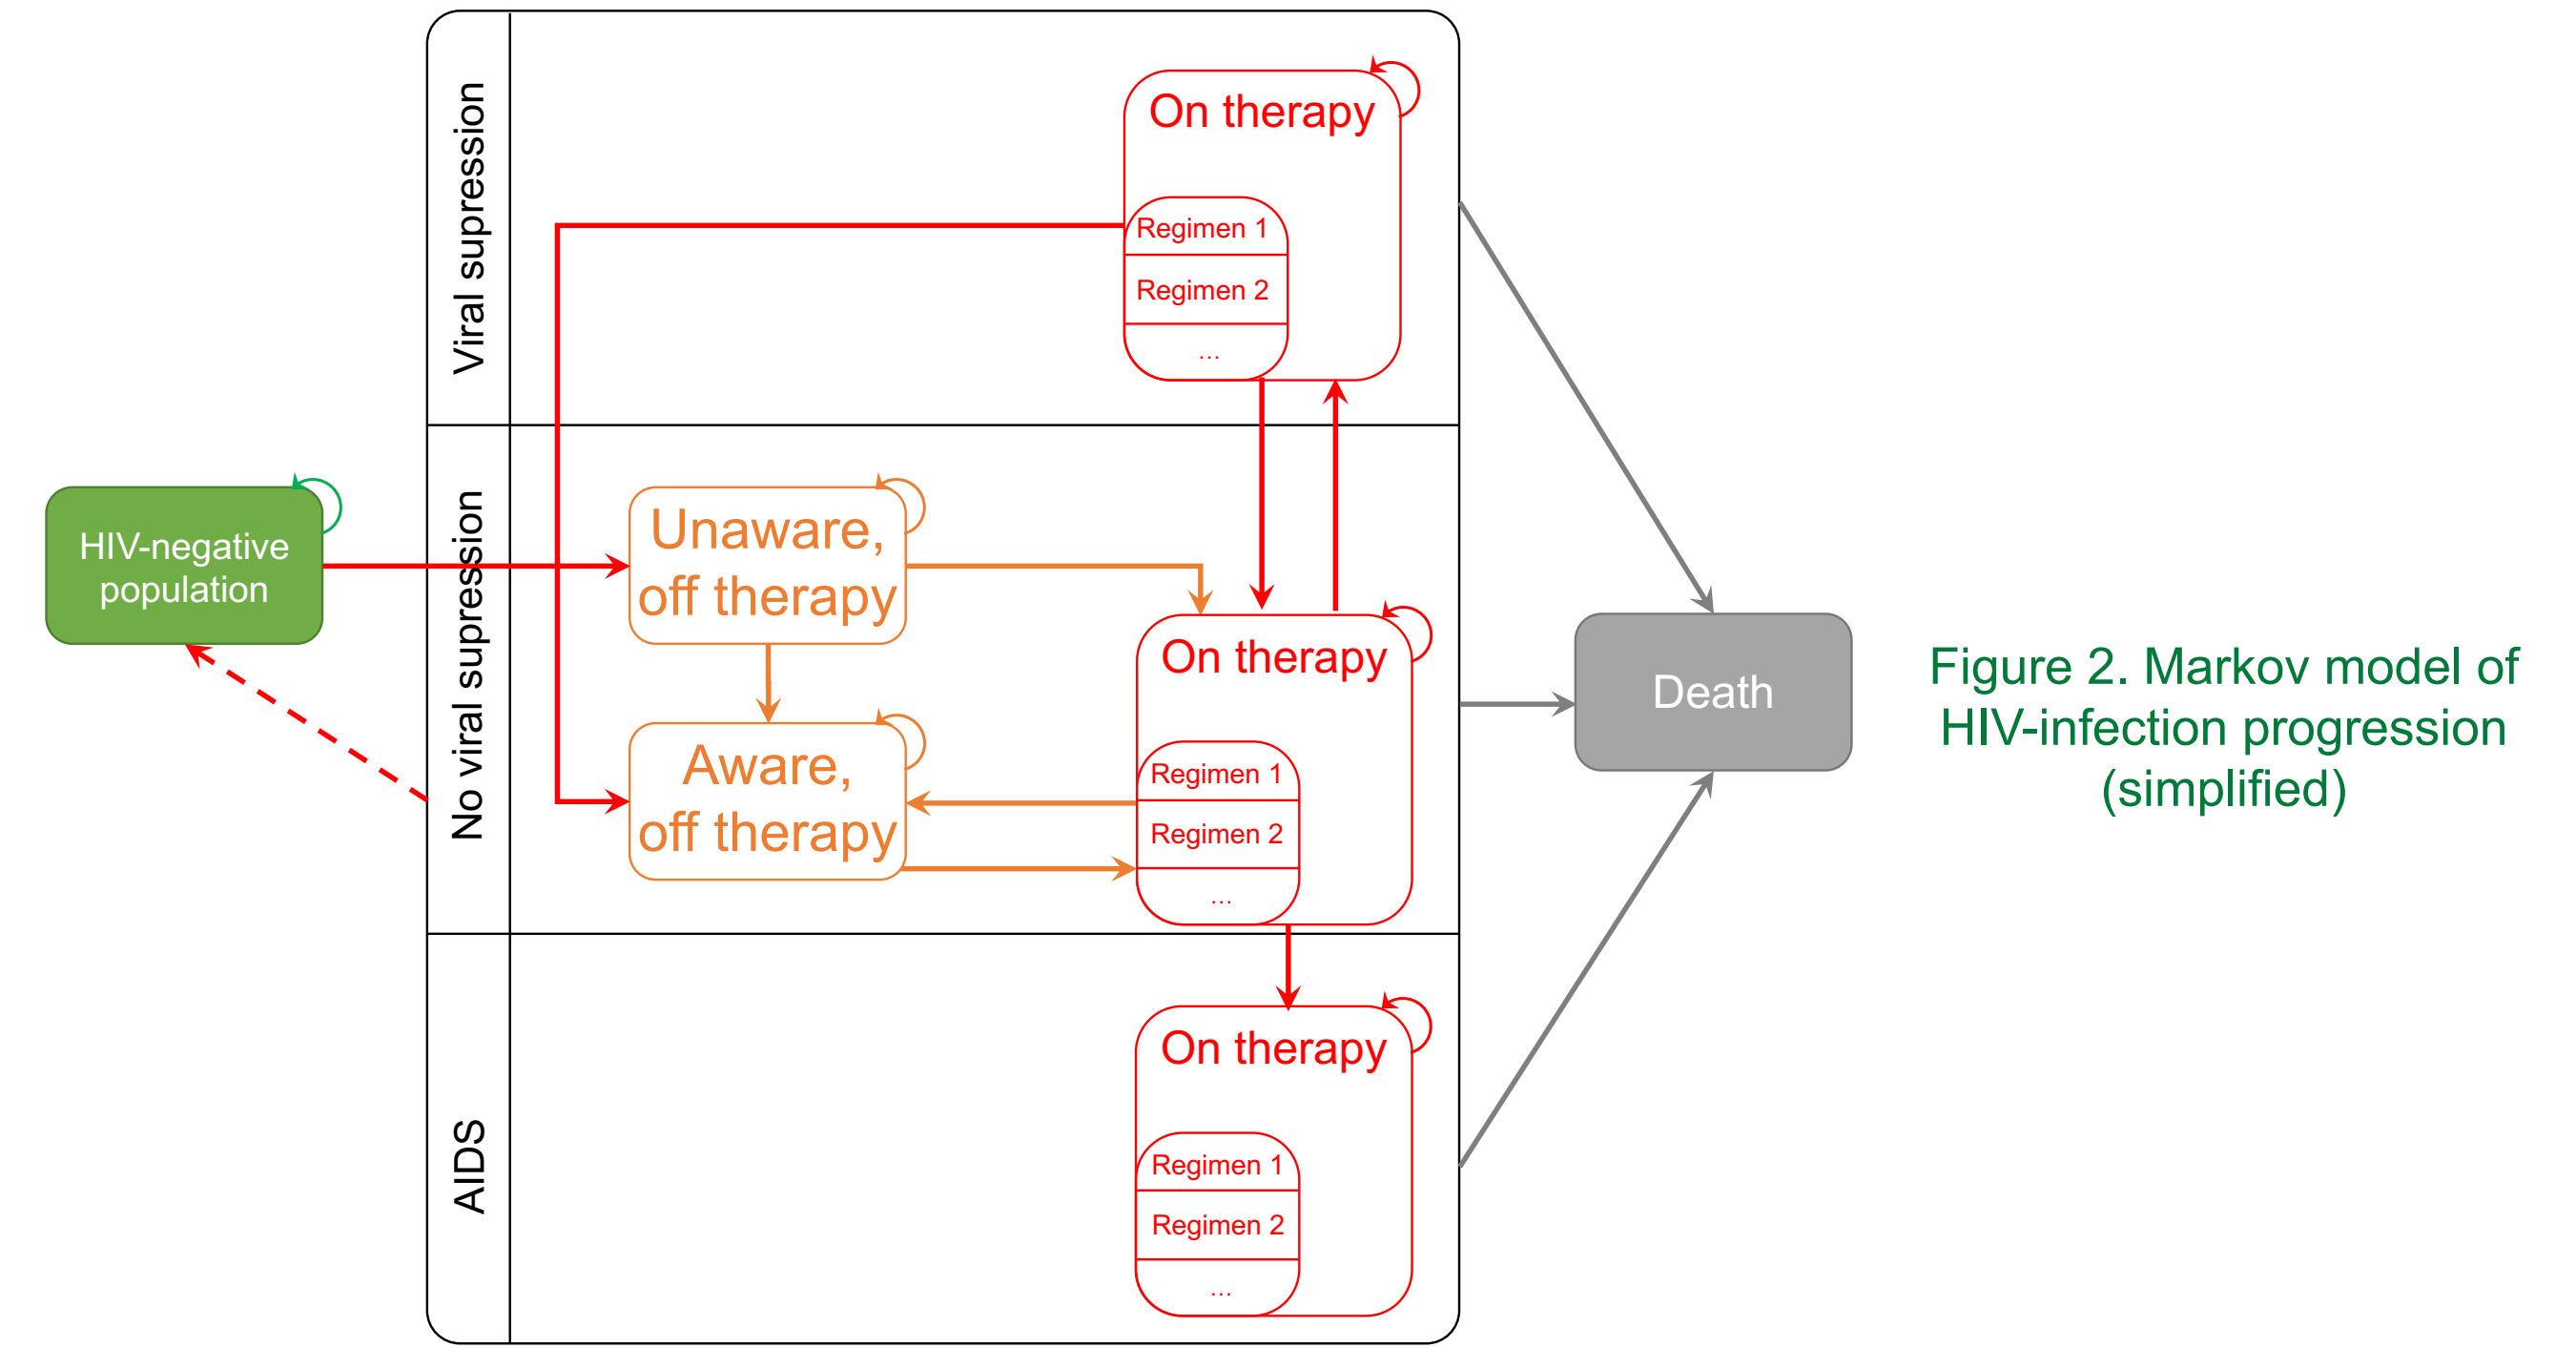 Viral supression
On therapy
Regimen 1
Regimen 2
...
HIV-negative
population
No viral supression
Unaware,
off therapy
Aware,
off therapy
On therapy
Regimen 1
Regimen 2
...
AIDS
On therapy
Regimen 1
Regimen 2
...
Death
Figure 2. Markov model of
HIV-infection progression
(simplified)